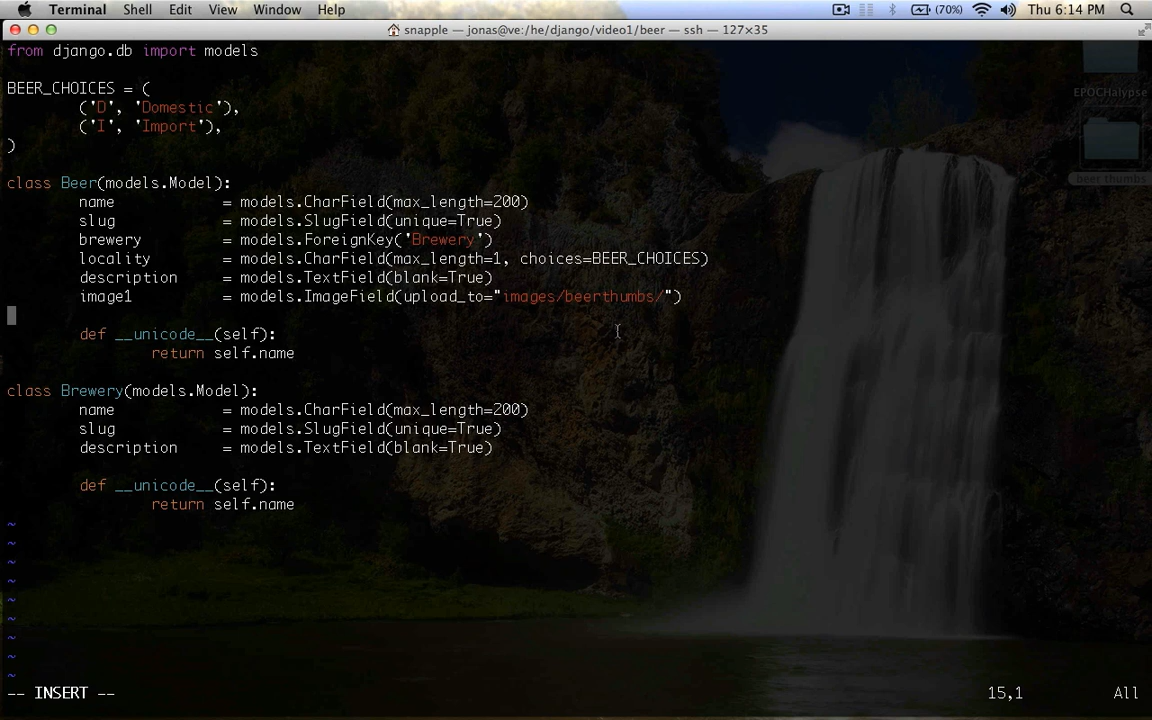 Terminal Shell Edit View Window Help (70%) Thu 6:14 PM
snapple — jonas@ve:/he/django/video1/beer — ssh — 127×35
from django.db import models
BEER_CHOICES = (
('D', 'Domestic'),
('I', 'Import'),
)
class Beer(models.Model):
name = models.CharField(max_length=200)
slug = models.SlugField(unique=True)
brewery = models.ForeignKey('Brewery')
locality = models.CharField(max_length=1, choices=BEER_CHOICES)
description = models.TextField(blank=True)
image1 = models.ImageField(upload_to="images/beerthumbs/")
def __unicode__(self):
return self.name
class Brewery(models.Model):
name = models.CharField(max_length=200)
slug = models.SlugField(unique=True)
description = models.TextField(blank=True)
def __unicode__(self):
return self.name
~
~
~
~
~
~
~
~
~
-- INSERT -- 15,1 All
EPOCHalypse
beer thumbs